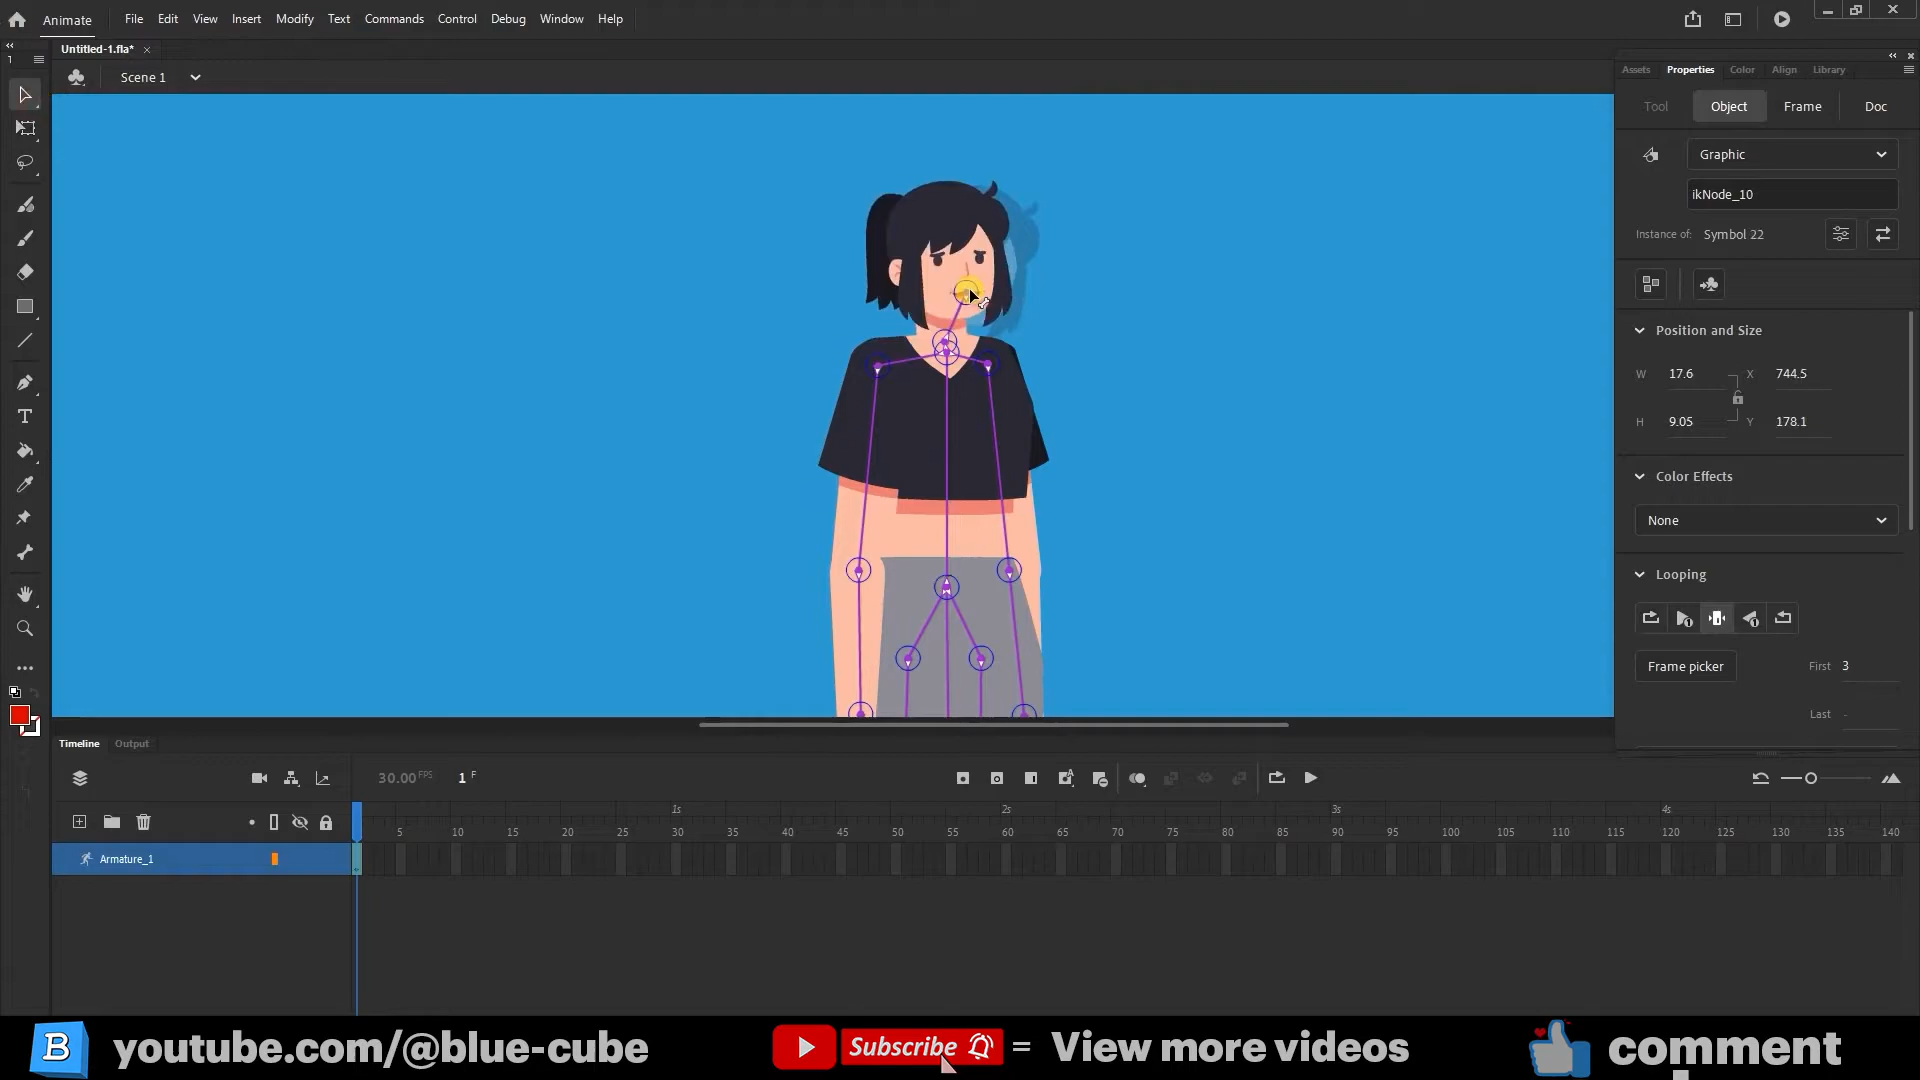 Animate File Edit View Insert Modify Text Commands Control Debug Window Help
Untitled-1.fla*
1
Scene 1
Assets Properties Color Align Library
Tool Object Frame Doc
Graphic
ikNode_10
Instance of: Symbol 22
Position and Size
W 17.6 X 744.5
H 9.05 Y 178.1
Color Effects
None
Looping
Frame picker First 3
Last -
Timeline Output
30.00 FPS 1 F
1s 2s 3s 4s
5 10 15 20 25 30 35 40 45 50 55 60 65 70 75 80 85 90 95 100 105 110 115 120 125 130 135 140
Armature_1
B youtube.com/@blue-cube Subscribe = View more videos comment